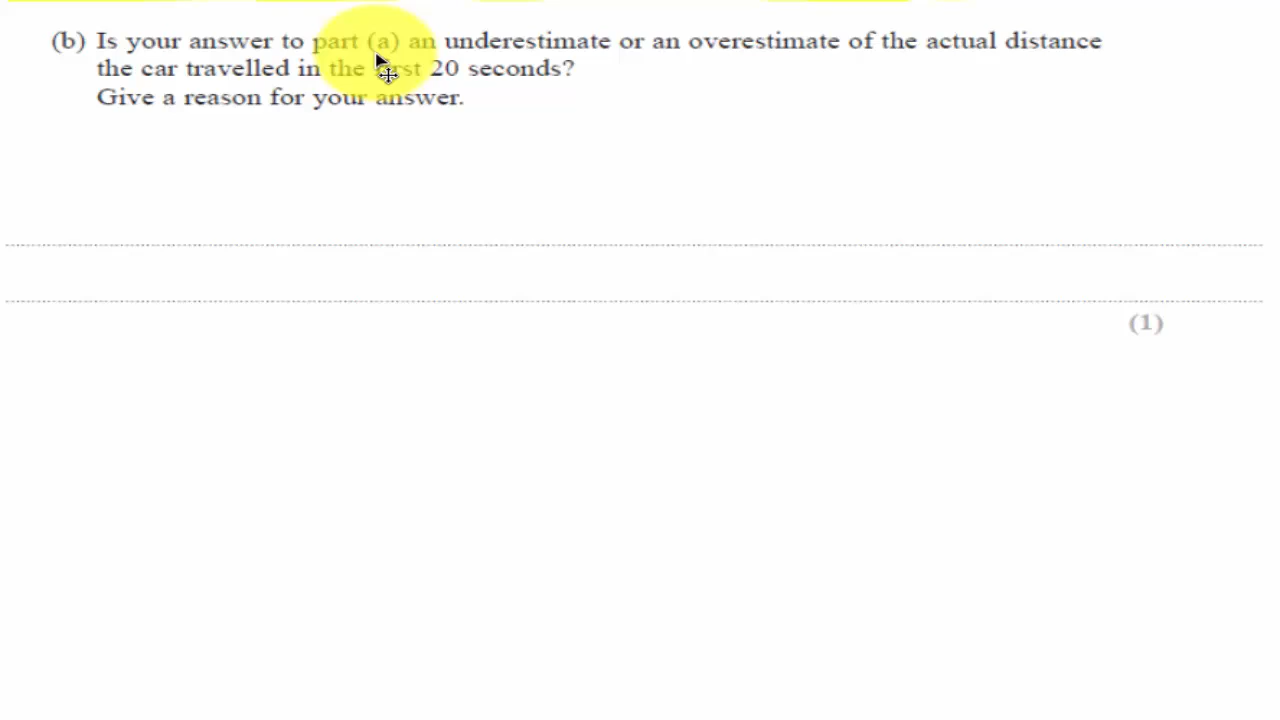 (b) Is your answer to part (a) an underestimate or an overestimate of the actual distance
the car travelled in the first 20 seconds?
Give a reason for your answer.
(1)